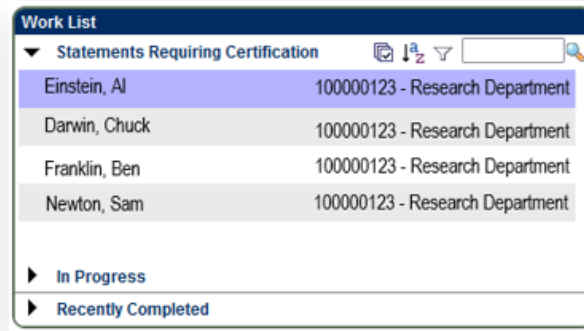 Work List
Statements Requiring Certification
Einstein, Al 100000123 - Research Department
Darwin, Chuck 100000123 - Research Department
Franklin, Ben 100000123 - Research Department
Newton, Sam 100000123 - Research Department
In Progress
Recently Completed